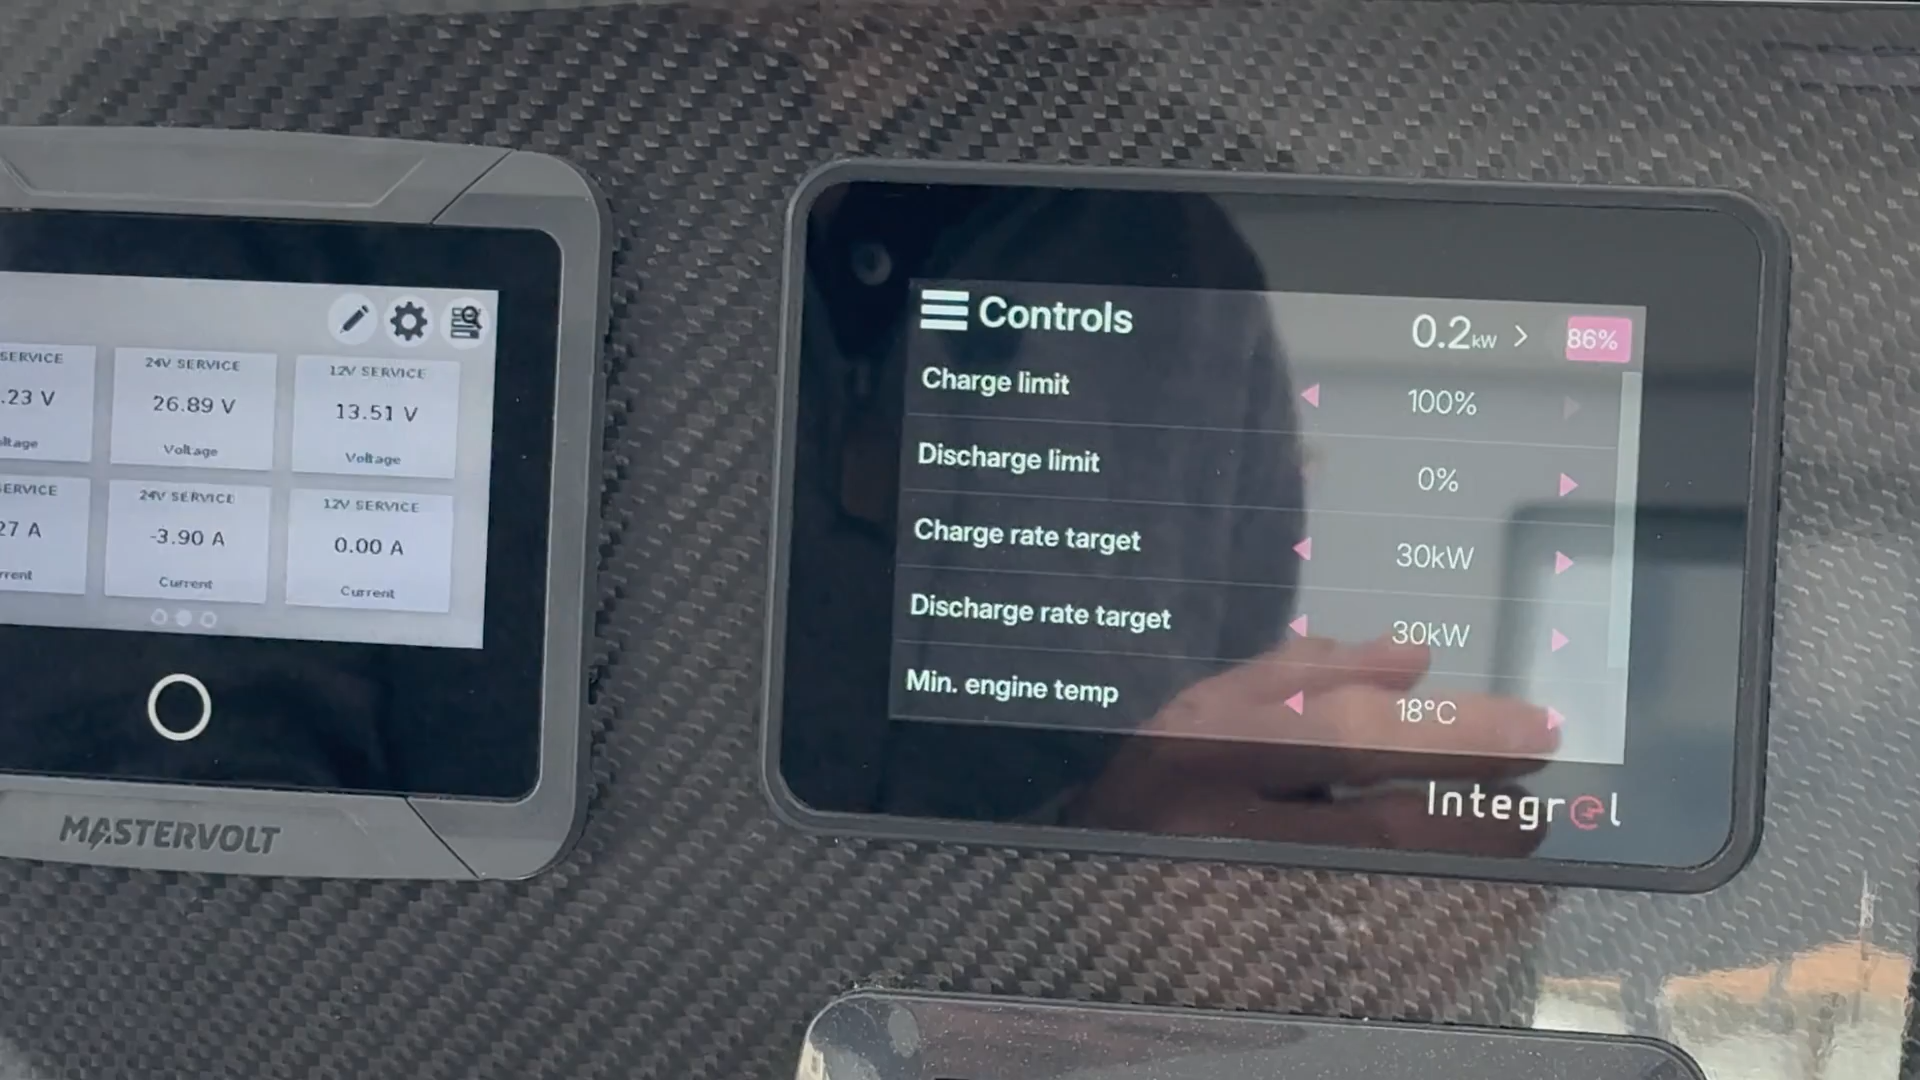 SERVICE
24V SERVICE
12V SERVICE
.23 V
26.89 V
13.51 V
ltage
Voltage
Voltage
SERVICE
24V SERVICE
12V SERVICE
27 A
-3.90 A
0.00 A
rrent
Current
Current
MASTERVOLT
Controls
0.2kW > 86%
Charge limit 100%
Discharge limit 0%
Charge rate target 30kW
Discharge rate target 30kW
Min. engine temp 18°C
Integrel